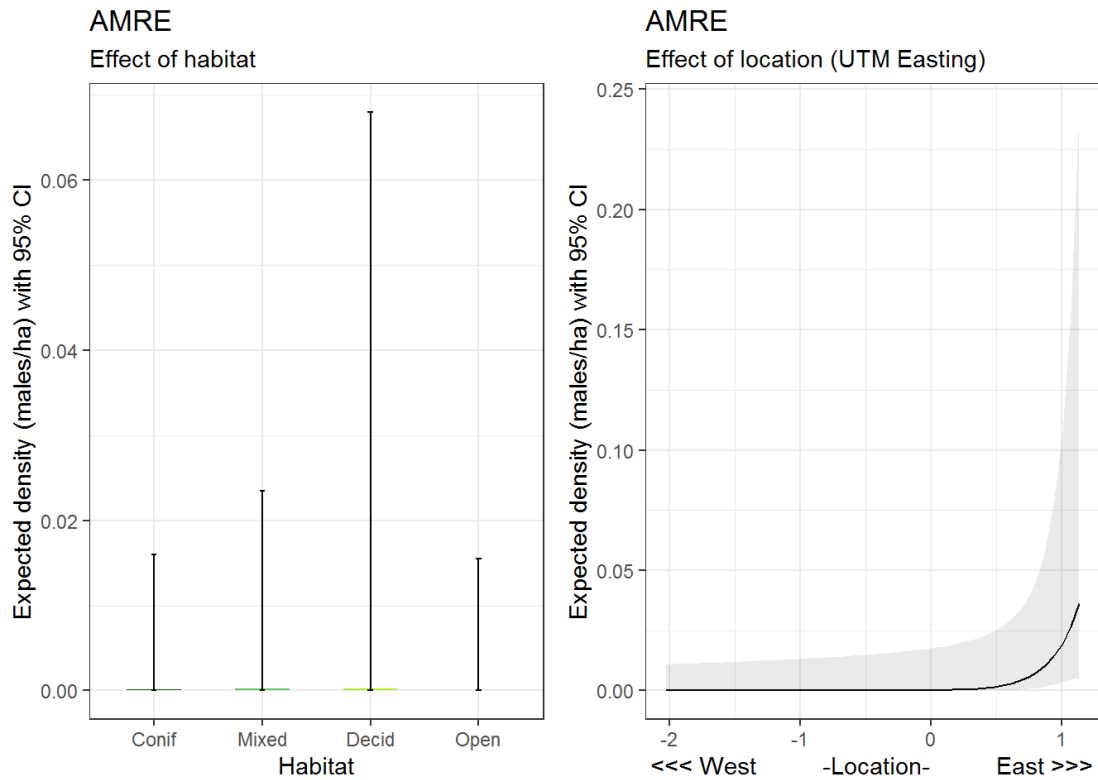 AMRE
Effect of habitat
Expected density (males/ha) with 95% CI
0.06
0.04
0.02
0.00
Conif Mixed Decid Open
Habitat
AMRE
Effect of location (UTM Easting)
Expected density (males/ha) with 95% CI
0.25
0.20
0.15
0.10
0.05
0.00
-2 -1 0 1
<<< West -Location- East >>>